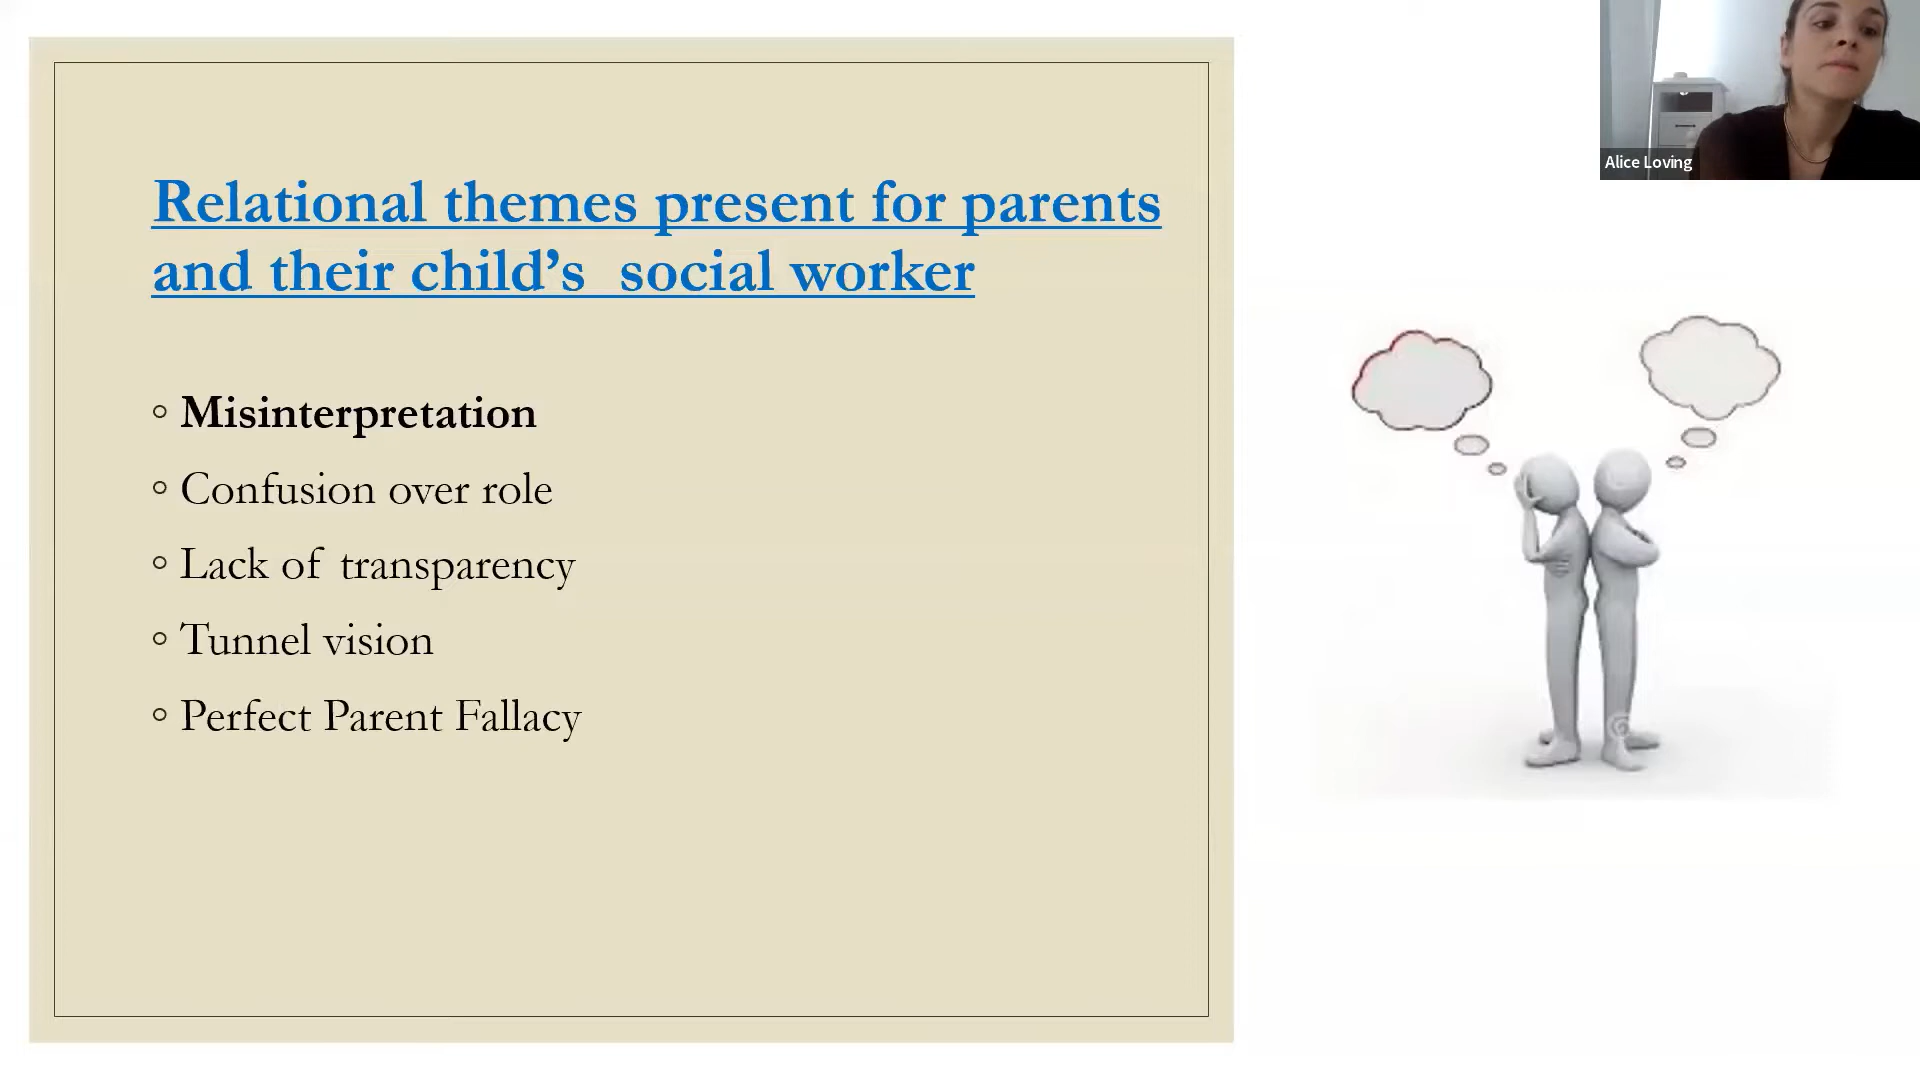 Relational themes present for parents
and their child’s  social worker
◦ Misinterpretation
◦ Confusion over role
◦ Lack of transparency
◦ Tunnel vision
◦ Perfect Parent Fallacy
Alice Loving